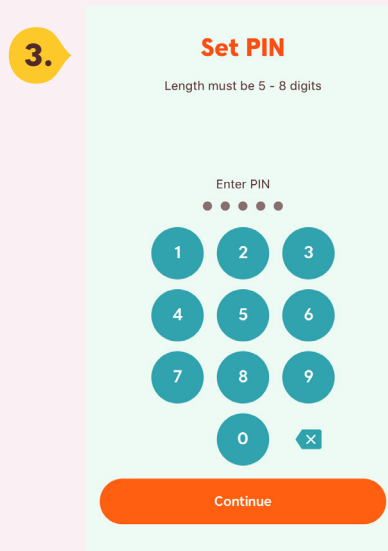 3.
Set PIN
Length must be 5 - 8 digits
Enter PIN
1 2 3
4 5 6
7 8 9
0
Continue